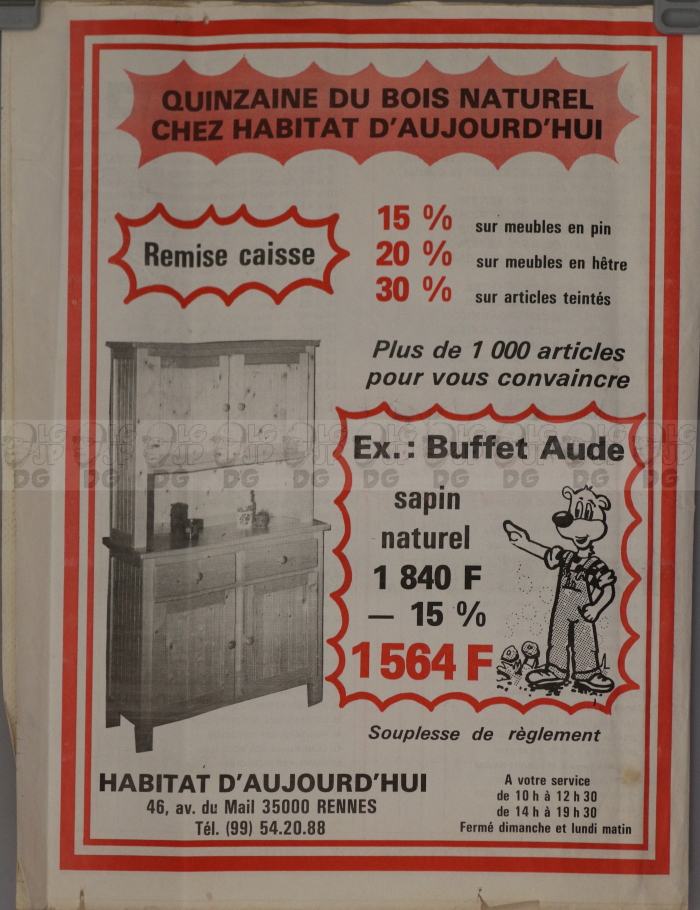 QUINZAINE DU BOIS NATUREL
CHEZ HABITAT D'AUJOURD'HUI
Remise caisse
15 % sur meubles en pin
20 % sur meubles en hêtre
30 % sur articles teintés
Plus de 1 000 articles
pour vous convaincre
Ex. : Buffet Aude
sapin
naturel
1 840 F
— 15 %
1 564 F
Souplesse de règlement
HABITAT D'AUJOURD'HUI
46, av. du Mail 35000 RENNES
Tél. (99) 54.20.88
A votre service
de 10 h à 12 h 30
de 14 h à 19 h 30
Fermé dimanche et lundi matin